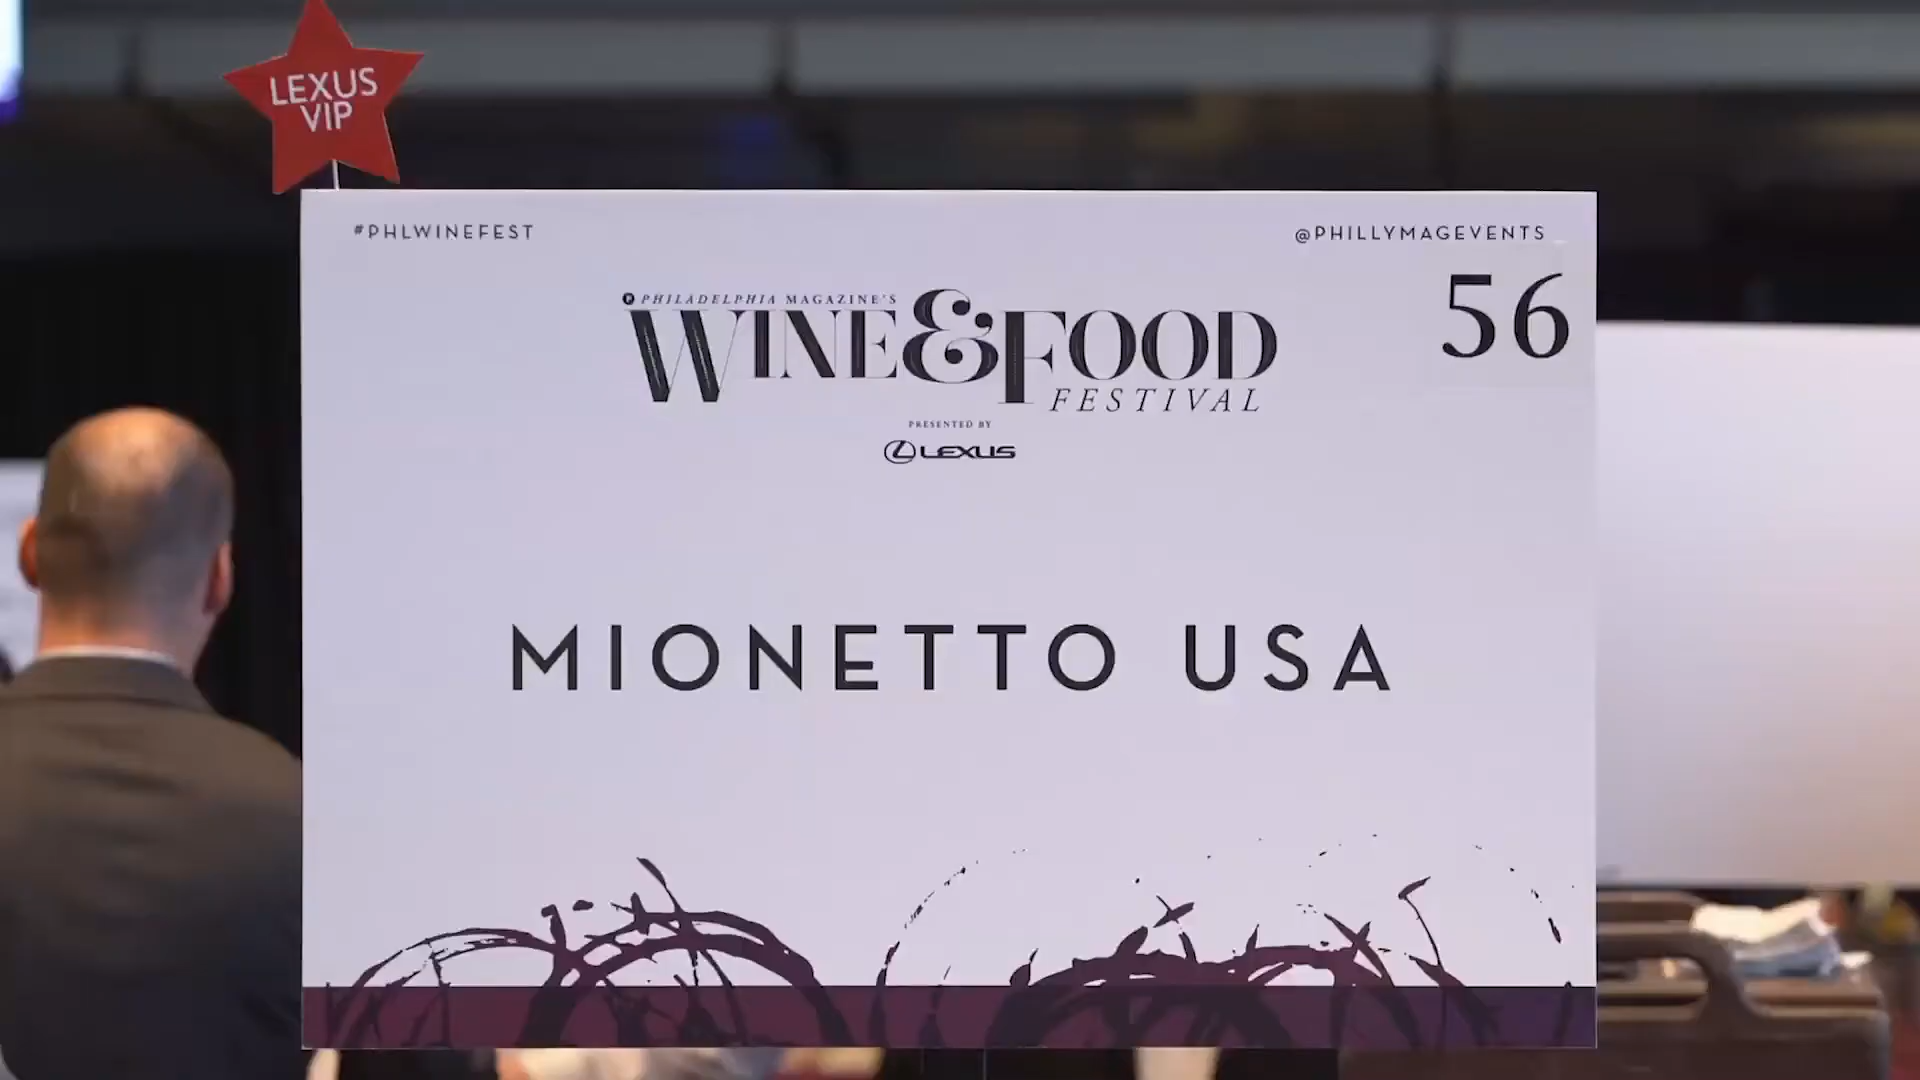 LEXUS
VIP
#PHLWINEFEST
@PHILLYMAGEVENTS
56
PHILADELPHIA MAGAZINE'S
WINE&FOOD
FESTIVAL
PRESENTED BY
LEXUS
MIONETTO USA